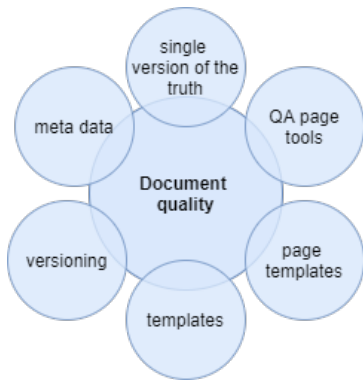 single
version of the
truth
QA page
tools
meta data
Document
quality
versioning
page
templates
templates